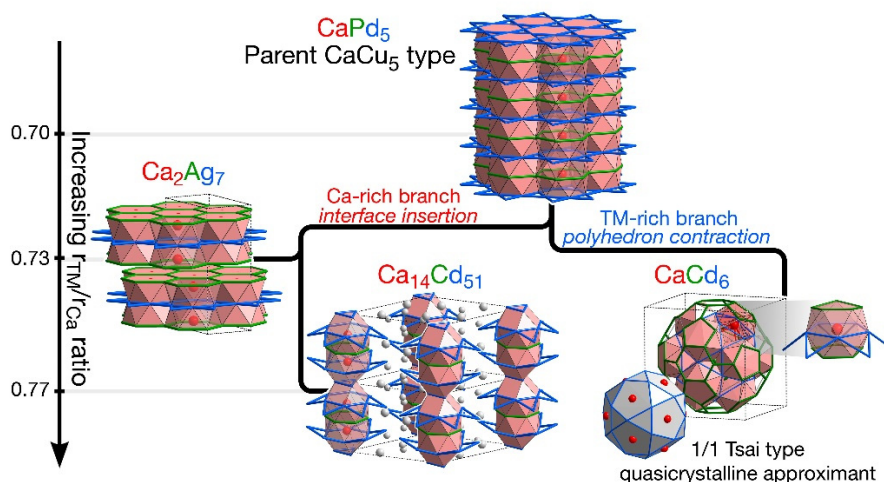 CaPd5
Parent CaCu5 type
0.70
Ca2Ag7
Ca-rich branch
interface insertion
TM-rich branch
polyhedron contraction
0.73
Ca14Cd51
CaCd6
Increasing rTM/rCa ratio
0.77
1/1 Tsai type
quasicrystalline approximant